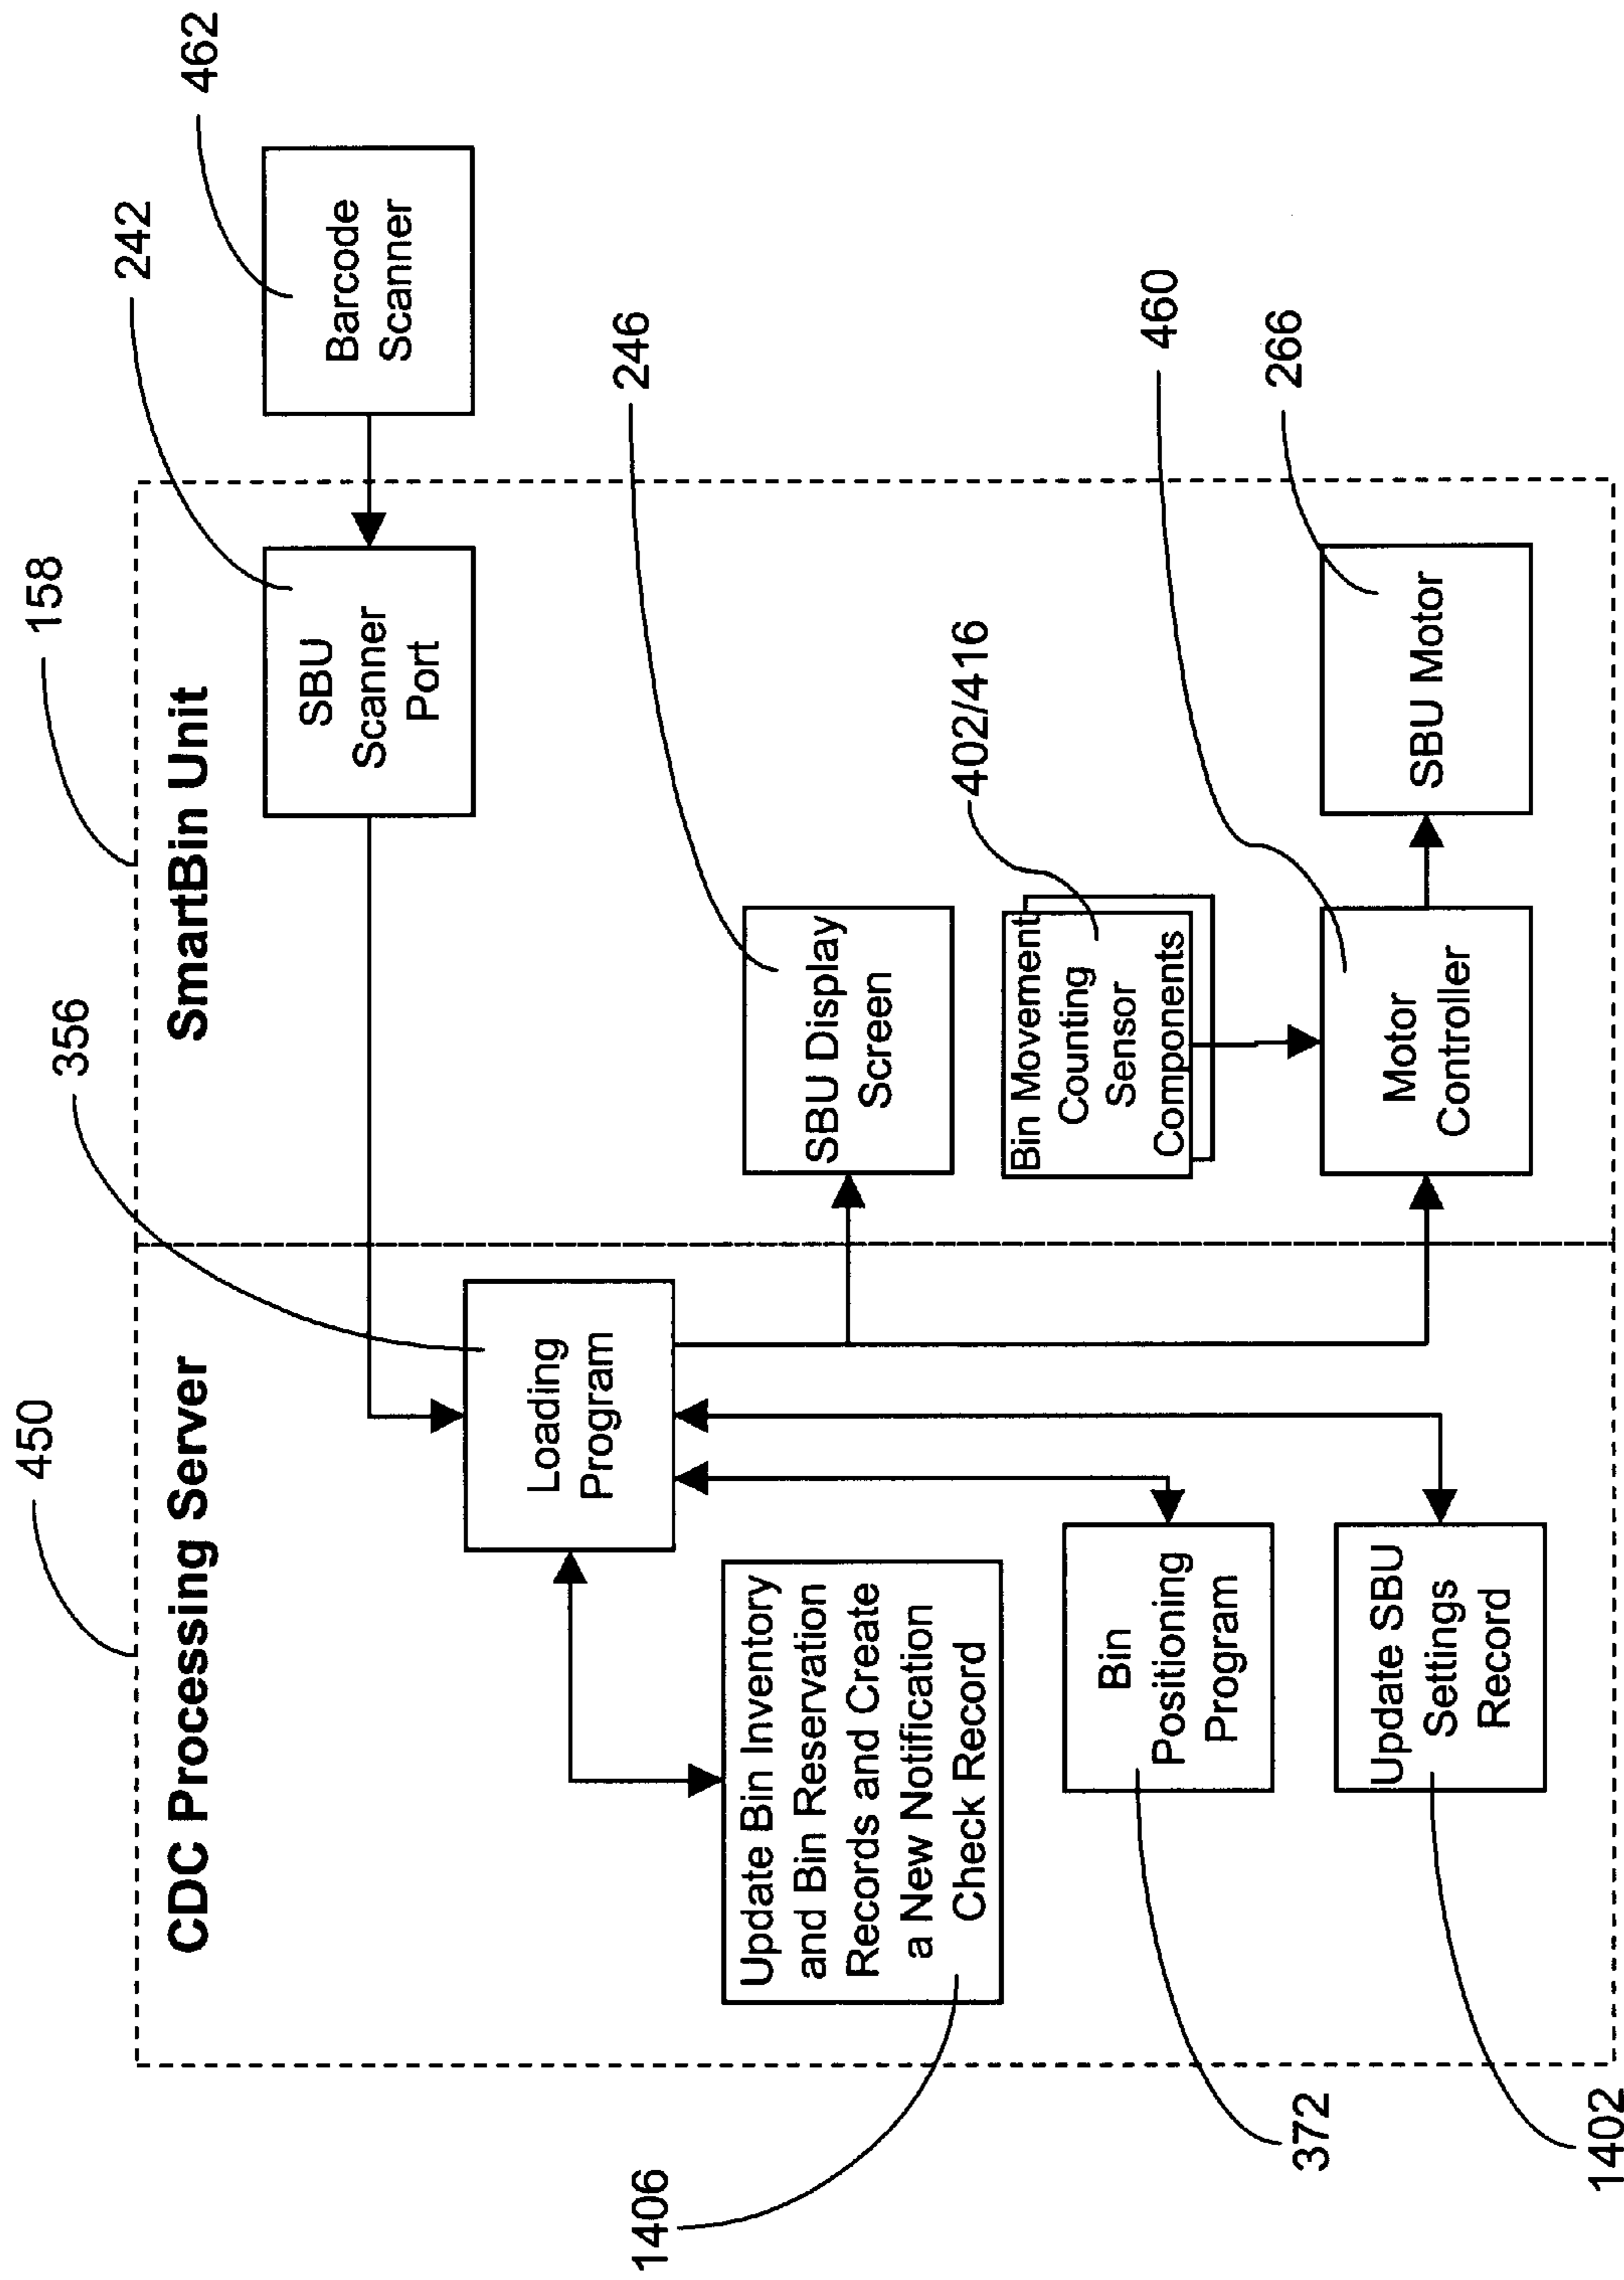 450
356
158
242
462
CDC Processing Server
SmartBin Unit
Loading
Program
SBU
Scanner
Port
Barcode
Scanner
246
Update Bin Inventory
and Bin Reservation
Records and Create
a New Notification
Check Record
SBU Display
Screen
1406
402/416
Bin Movement
Counting
Sensor
Components
460
Bin
Positioning
Program
372
266
Update SBU
Settings
Record
Motor
Controller
SBU Motor
1402